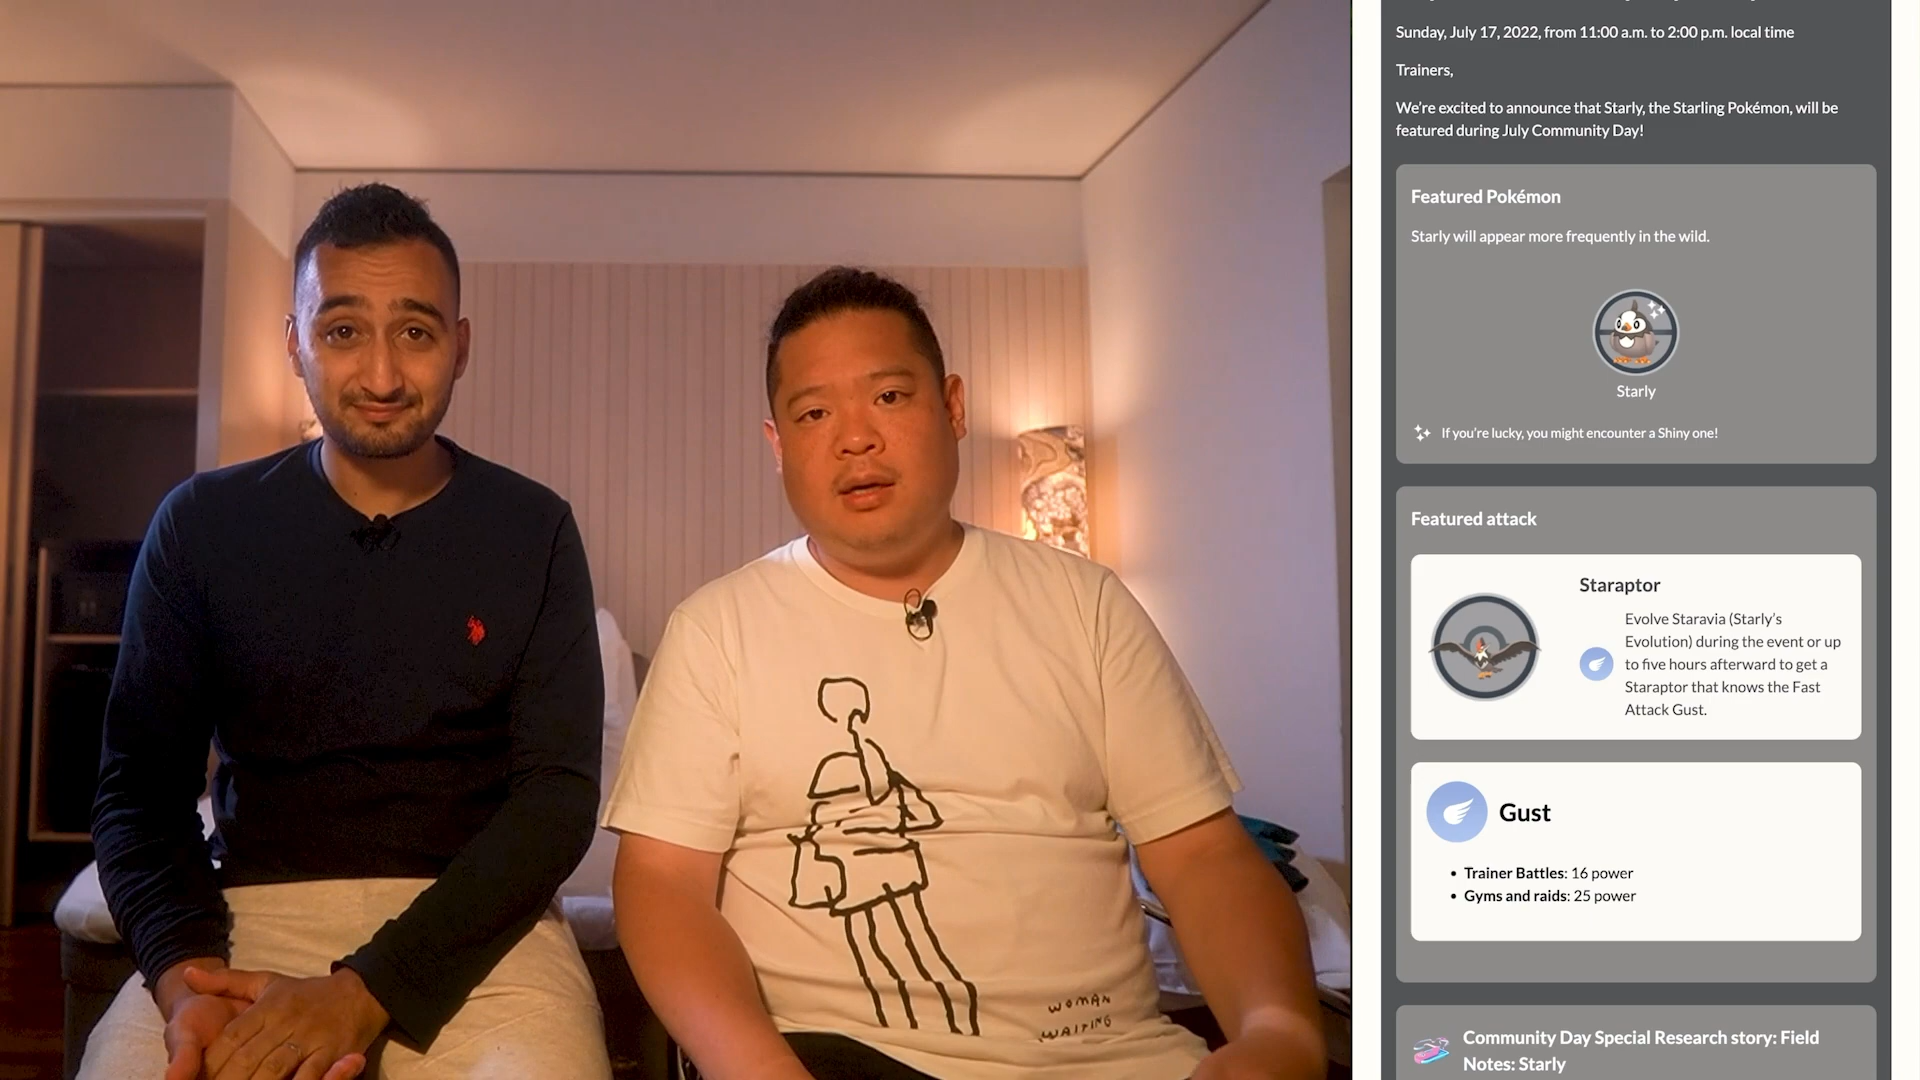 WOMAN
WAITING
Sunday, July 17, 2022, from 11:00 a.m. to 2:00 p.m. local time
Trainers,
We're excited to announce that Starly, the Starling Pokémon, will be
featured during July Community Day!
Featured Pokémon
Starly will appear more frequently in the wild.
Starly
If you're lucky, you might encounter a Shiny one!
Featured attack
Staraptor
Evolve Staravia (Starly's
Evolution) during the event or up
to five hours afterward to get a
Staraptor that knows the Fast
Attack Gust.
Gust
• Trainer Battles: 16 power
• Gyms and raids: 25 power
Community Day Special Research story: Field
Notes: Starly